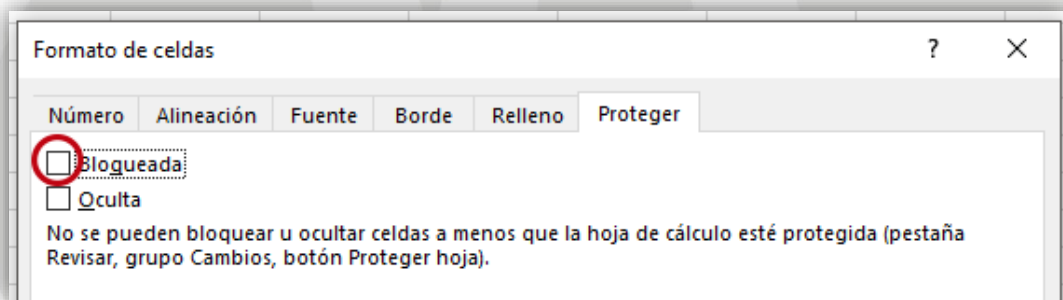 Formato de celdas ? ×
Número Alineación Fuente Borde Relleno Proteger
Bloqueada
Oculta
No se pueden bloquear u ocultar celdas a menos que la hoja de cálculo esté protegida (pestaña
Revisar, grupo Cambios, botón Proteger hoja).